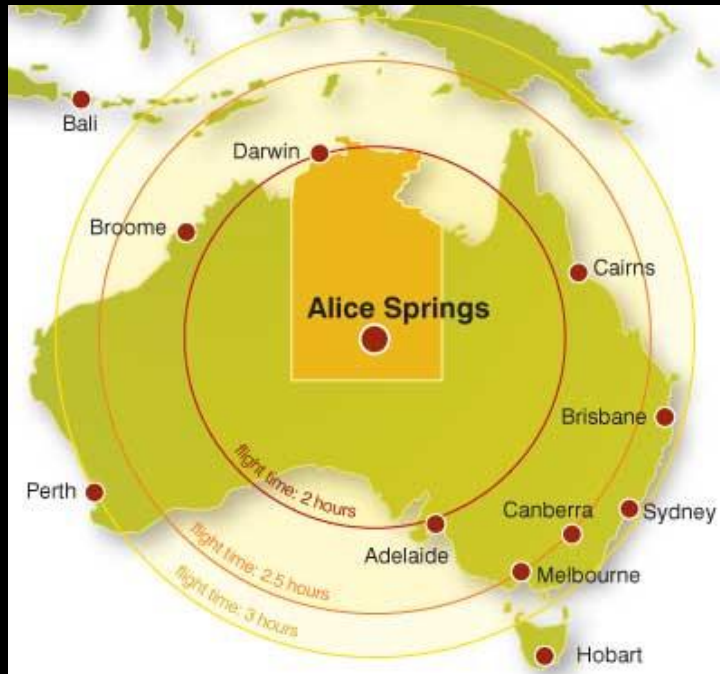 Bali
Darwin
Broome
Cairns
Alice Springs
Brisbane
Perth
flight time: 2 hours
Canberra
Sydney
Adelaide
flight time: 2.5 hours
Melbourne
flight time: 3 hours
Hobart